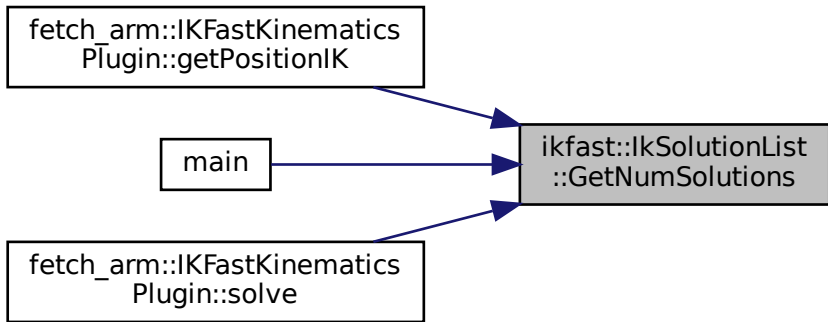 fetch_arm::IKFastKinematics
Plugin::getPositionIK
main
fetch_arm::IKFastKinematics
Plugin::solve
ikfast::IkSolutionList
::GetNumSolutions